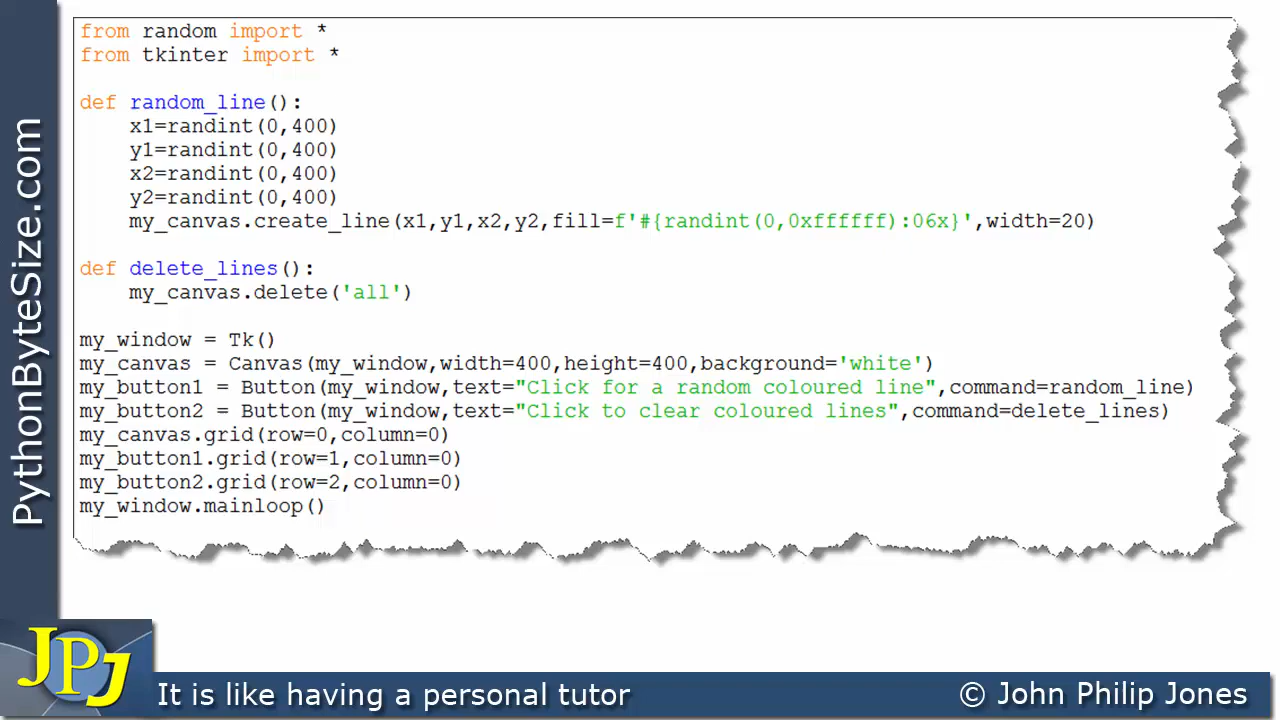 from random import *
from tkinter import *
def random_line():
    x1=randint(0,400)
    y1=randint(0,400)
    x2=randint(0,400)
    y2=randint(0,400)
    my_canvas.create_line(x1,y1,x2,y2,fill=f'#{randint(0,0xffffff):06x}',width=20)
def delete_lines():
    my_canvas.delete('all')
my_window = Tk()
my_canvas = Canvas(my_window,width=400,height=400,background='white')
my_button1 = Button(my_window,text="Click for a random coloured line",command=random_line)
my_button2 = Button(my_window,text="Click to clear coloured lines",command=delete_lines)
my_canvas.grid(row=0,column=0)
my_button1.grid(row=1,column=0)
my_button2.grid(row=2,column=0)
my_window.mainloop()
PythonByteSize.com
JPJ
It is like having a personal tutor
© John Philip Jones